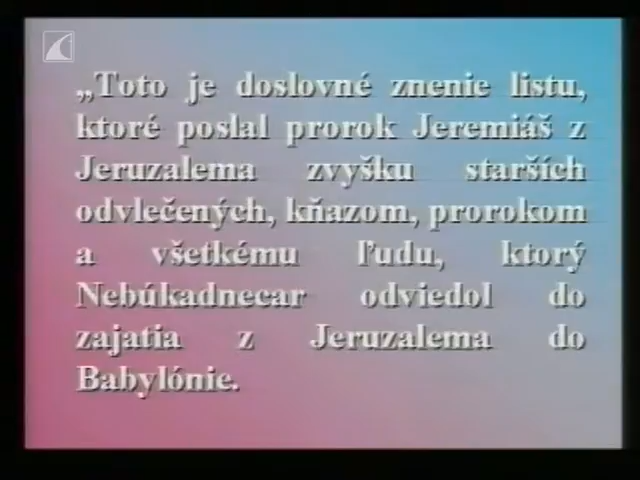 „Toto je doslovné znenie listu,
ktoré poslal prorok Jeremiáš z
Jeruzalema zvyšku starších
odvlečených, kňazom, prorokom
a všetkému ľudu, ktorý
Nebúkadnecar odviedol do
zajatia z Jeruzalema do
Babylónie.